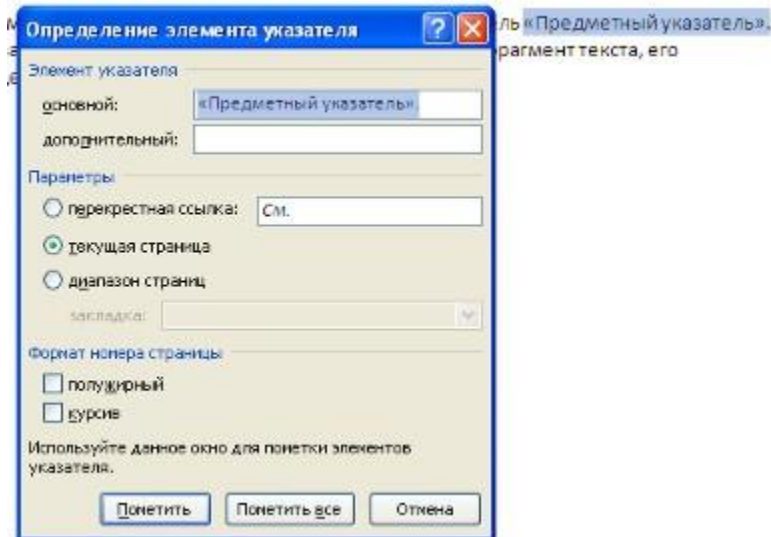 ль «Предметный указатель».
рагмент текста, его
Определение элемента указателя
Элемент указателя
основной:
«Предметный указатель».
дополнительный:
Параметры
перекрестная ссылка:
См.
текущая страница
диапазон страниц
закладка:
Формат номера страницы
полужирный
курсив
Используйте данное окно для пометки элементов
указателя.
Пометить
Пометить все
Отмена